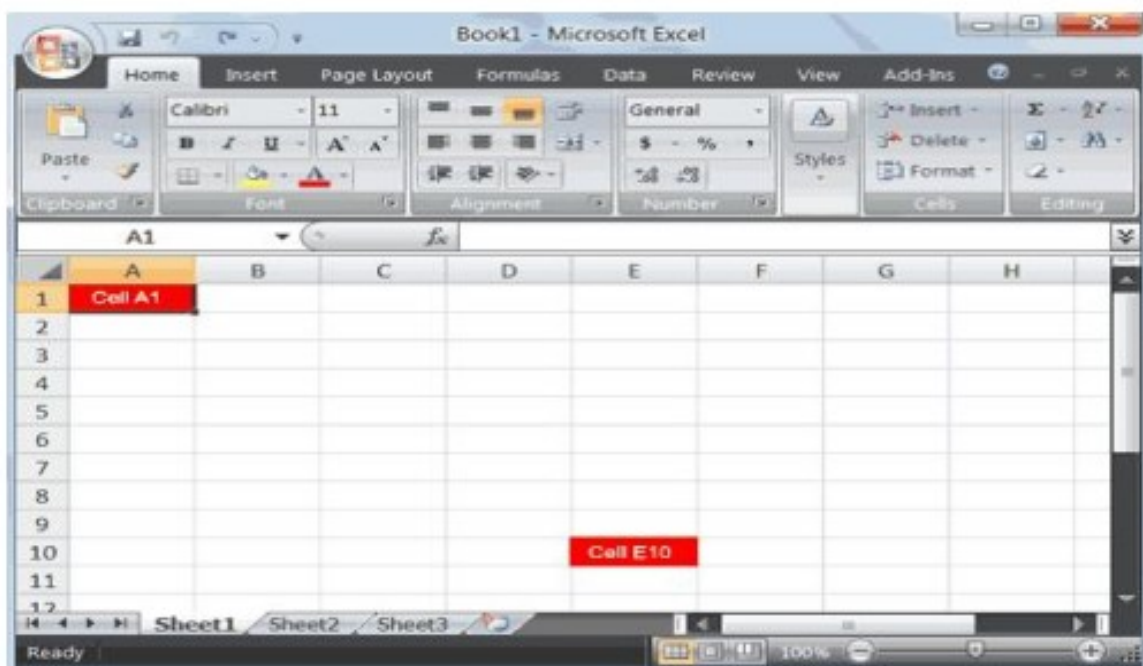 Book1 - Microsoft Excel
Home Insert Page Layout Formulas Data Review View Add-Ins
Calibri 11 General Insert
B I U A A $ % , Styles Delete
Paste A Format
Clipboard Font Alignment Number Cells Editing
A1 fx
A B C D E F G H
1 Cell A1
2
3
4
5
6
7
8
9
10 Cell E10
11
12
Sheet1 Sheet2 Sheet3
Ready 100%